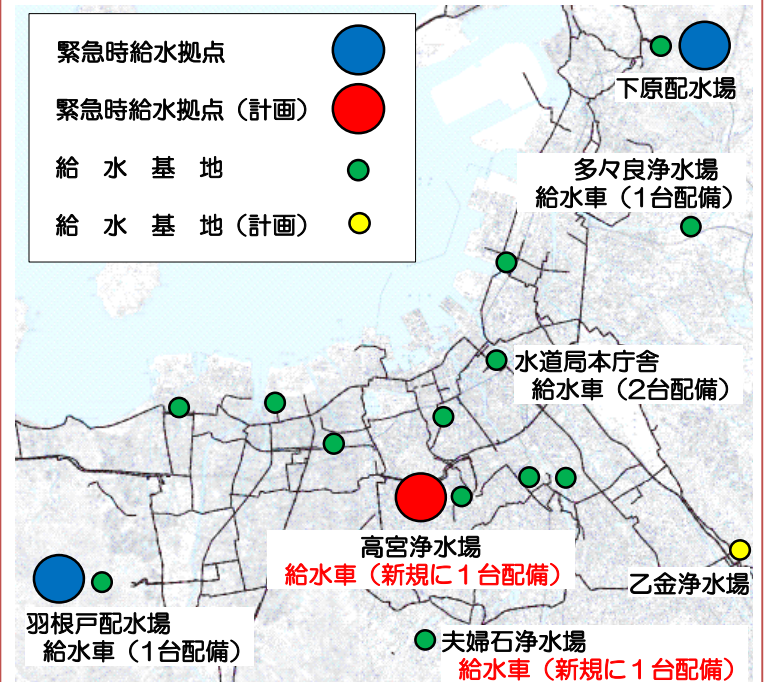 緊急時給水拠点
緊急時給水拠点（計画）
給　水　基　地
給　水　基　地（計画）
下原配水場
多々良浄水場
給水車（1台配備）
水道局本庁舎
給水車（2台配備）
高宮浄水場
給水車（新規に１台配備）
乙金浄水場
羽根戸配水場
給水車（1台配備）
夫婦石浄水場
給水車（新規に１台配備）